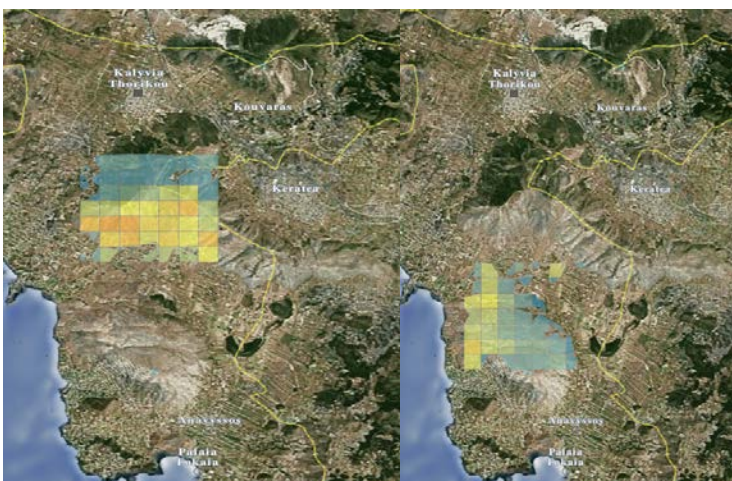 Kalyvia
Thorikou
Kouvaras
Keratea
Anavyssos
Palaia
Fokaia
Kalyvia
Thorikou
Kouvaras
Keratea
Anavyssos
Palaia
Fokaia